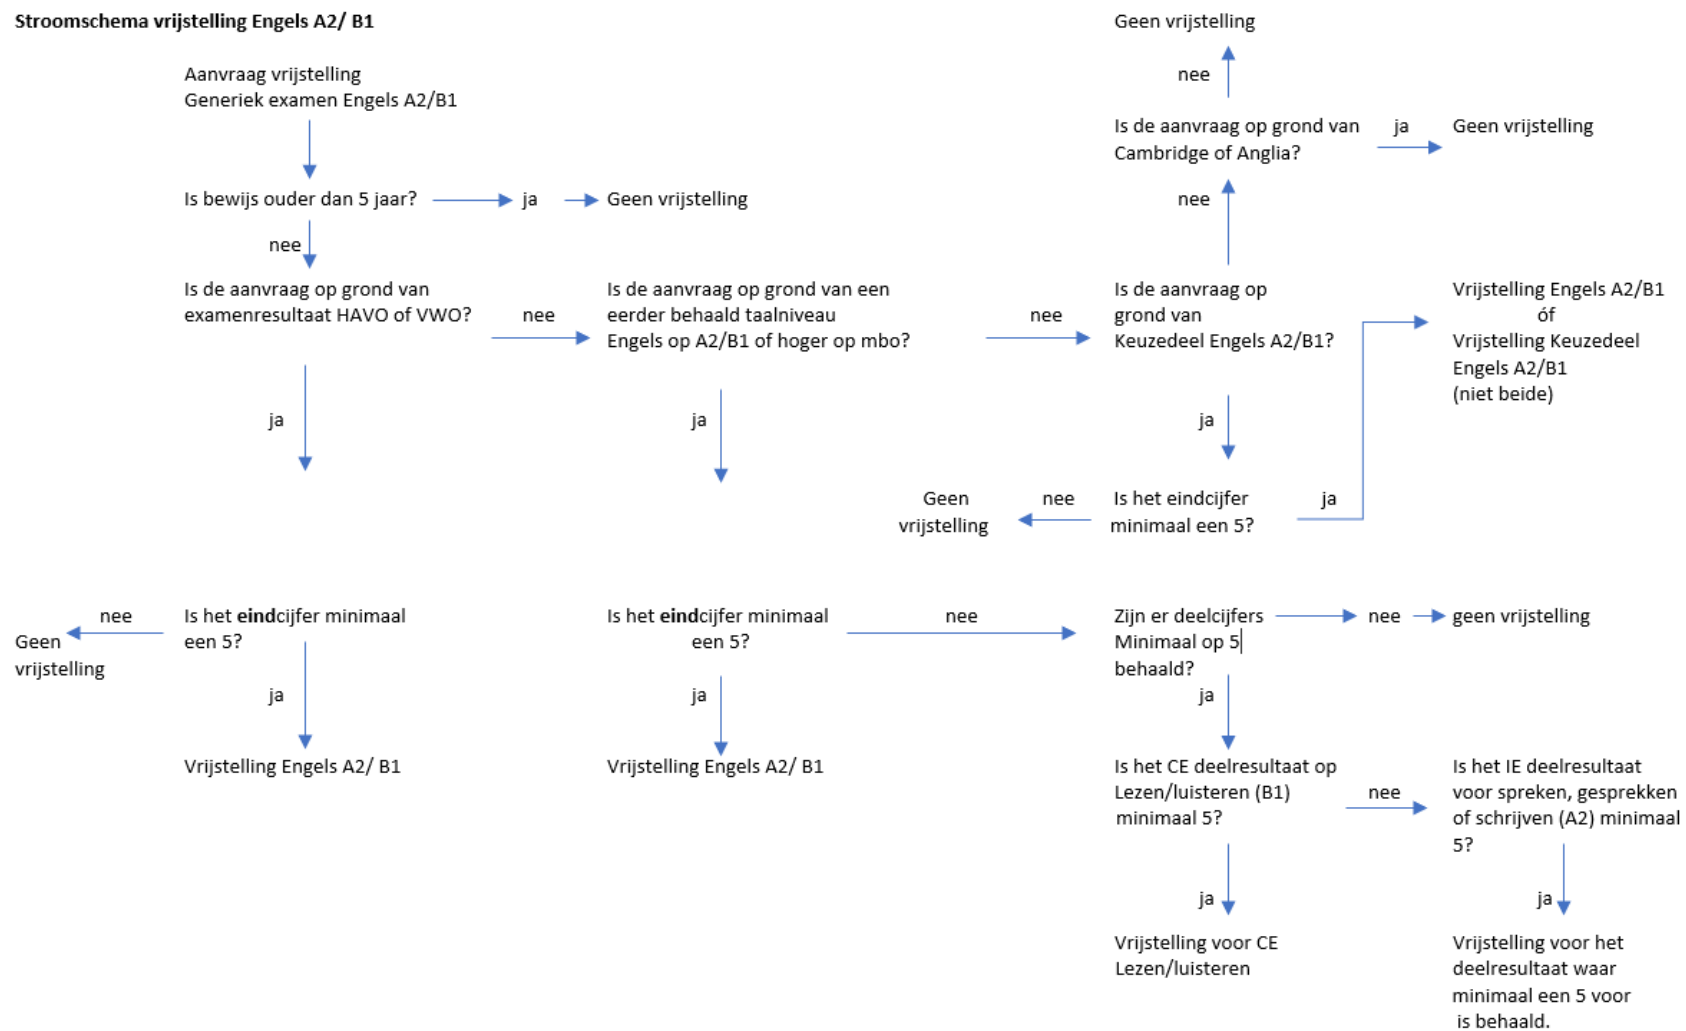 Stroomschema vrijstelling Engels A2/ B1
Geen vrijstelling
nee
Aanvraag vrijstelling
Generiek examen Engels A2/B1
Is de aanvraag op grond van
Cambridge of Anglia?
ja
Geen vrijstelling
nee
Is bewijs ouder dan 5 jaar?
ja
Geen vrijstelling
nee
Is de aanvraag op grond van
examenresultaat HAVO of VWO?
nee
Is de aanvraag op grond van een
eerder behaald taalniveau
Engels op A2/B1 of hoger op mbo?
nee
Is de aanvraag op
grond van
Keuzedeel Engels A2/B1?
Vrijstelling Engels A2/B1
óf
Vrijstelling Keuzedeel
Engels A2/B1
(niet beide)
ja
ja
ja
Geen
vrijstelling
nee
Is het eindcijfer
minimaal een 5?
ja
Geen
vrijstelling
nee
Is het eindcijfer minimaal
een 5?
Is het eindcijfer minimaal
een 5?
nee
Zijn er deelcijfers
Minimaal op 5
behaald?
nee
geen vrijstelling
ja
ja
ja
Vrijstelling Engels A2/ B1
Vrijstelling Engels A2/ B1
Is het CE deelresultaat op
Lezen/luisteren (B1)
minimaal 5?
nee
Is het IE deelresultaat
voor spreken, gesprekken
of schrijven (A2) minimaal
5?
ja
ja
Vrijstelling voor CE
Lezen/luisteren
Vrijstelling voor het
deelresultaat waar
minimaal een 5 voor
is behaald.